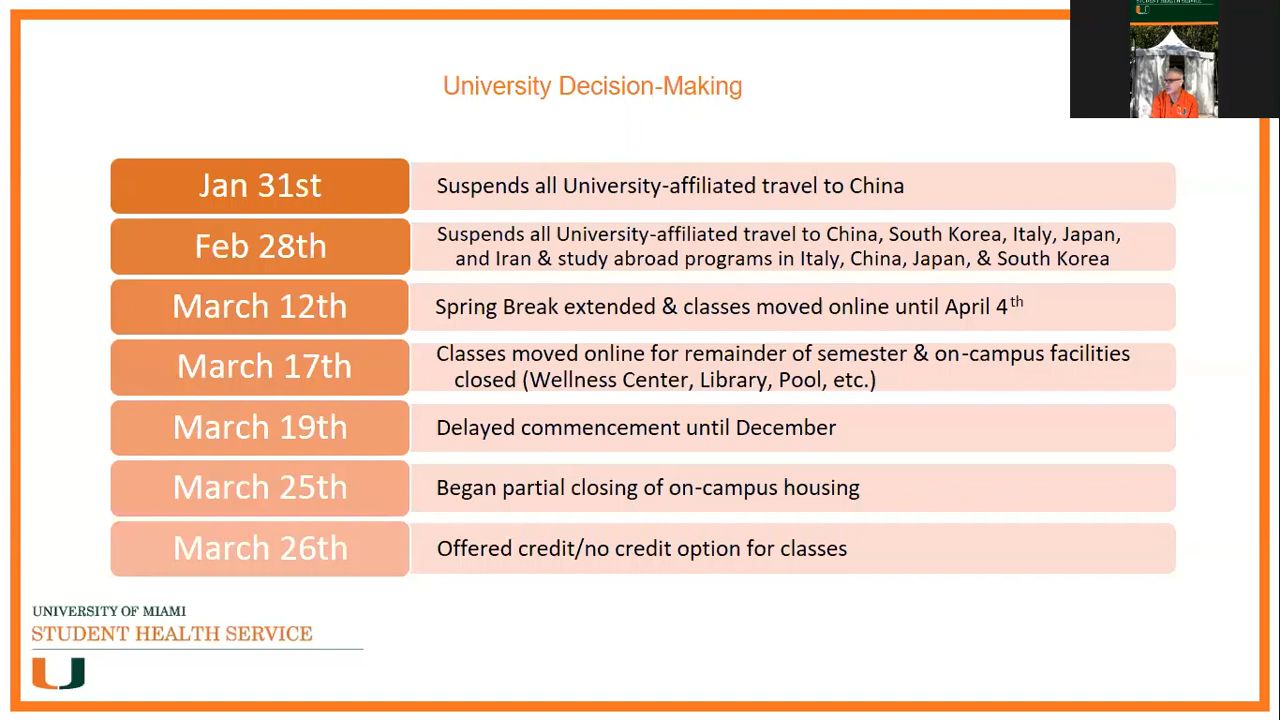 STUDENT HEALTH SERVICE
University Decision-Making
Jan 31st
Suspends all University-affiliated travel to China
Feb 28th
Suspends all University-affiliated travel to China, South Korea, Italy, Japan,
and Iran & study abroad programs in Italy, China, Japan, & South Korea
March 12th
Spring Break extended & classes moved online until April 4th
March 17th
Classes moved online for remainder of semester & on-campus facilities
closed (Wellness Center, Library, Pool, etc.)
March 19th
Delayed commencement until December
March 25th
Began partial closing of on-campus housing
March 26th
Offered credit/no credit option for classes
UNIVERSITY OF MIAMI
STUDENT HEALTH SERVICE